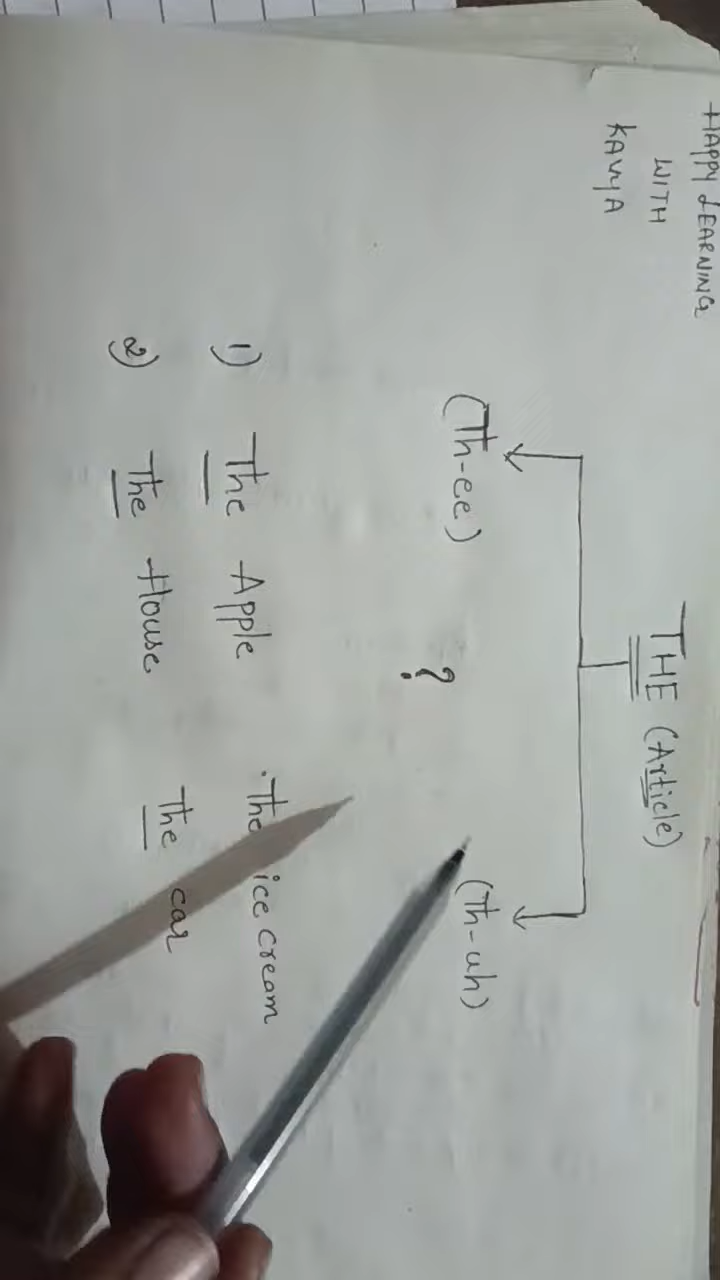 HAPPY LEARNING
WITH
KAVYA
THE (Article)
(Th-ee) (Th-uh)
?
1) The Apple .The ice cream
2) The House The car